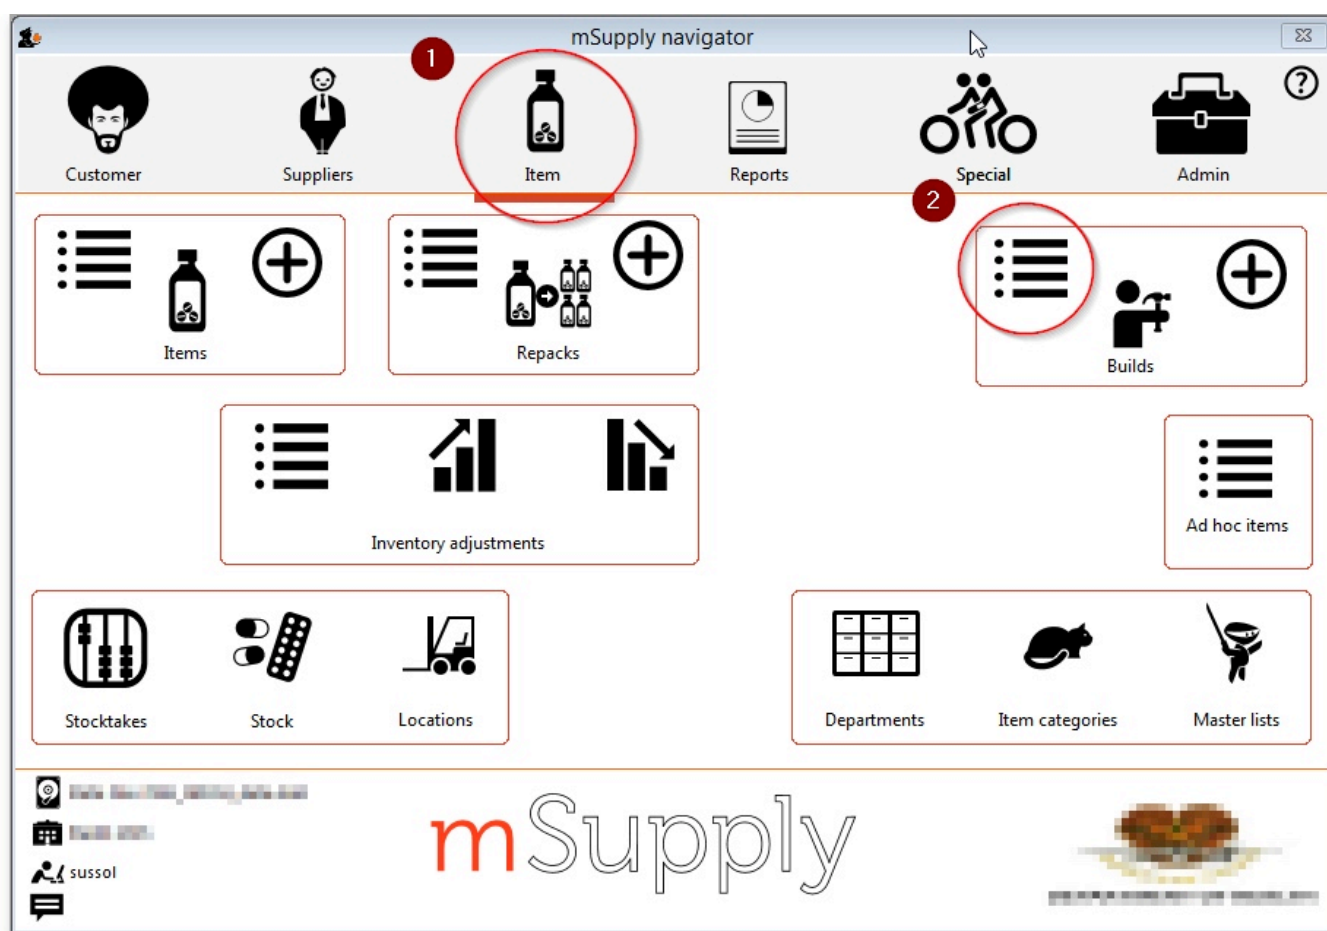 mSupply navigator
1
?
Customer
Suppliers
Item
Reports
Special
Admin
2
Items
Repacks
Builds
Inventory adjustments
Ad hoc items
Stocktakes
Stock
Locations
Departments
Item categories
Master lists
sussol
mSupply